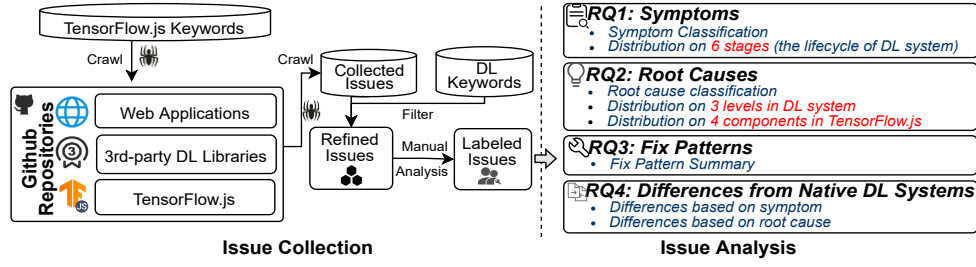 TensorFlow.js Keywords
Crawl
Github
Repositories
Web Applications
3
3rd-party DL Libraries
JS
TensorFlow.js
Crawl
Collected
Issues
DL
Keywords
Filter
Refined
Issues
Manual
Analysis
Labeled
Issues
Issue Collection
RQ1: Symptoms
• Symptom Classification
• Distribution on 6 stages (the lifecycle of DL system)
RQ2: Root Causes
• Root cause classification
• Distribution on 3 levels in DL system
• Distribution on 4 components in TensorFlow.js
RQ3: Fix Patterns
• Fix Pattern Summary
RQ4: Differences from Native DL Systems
• Differences based on symptom
• Differences based on root cause
Issue Analysis